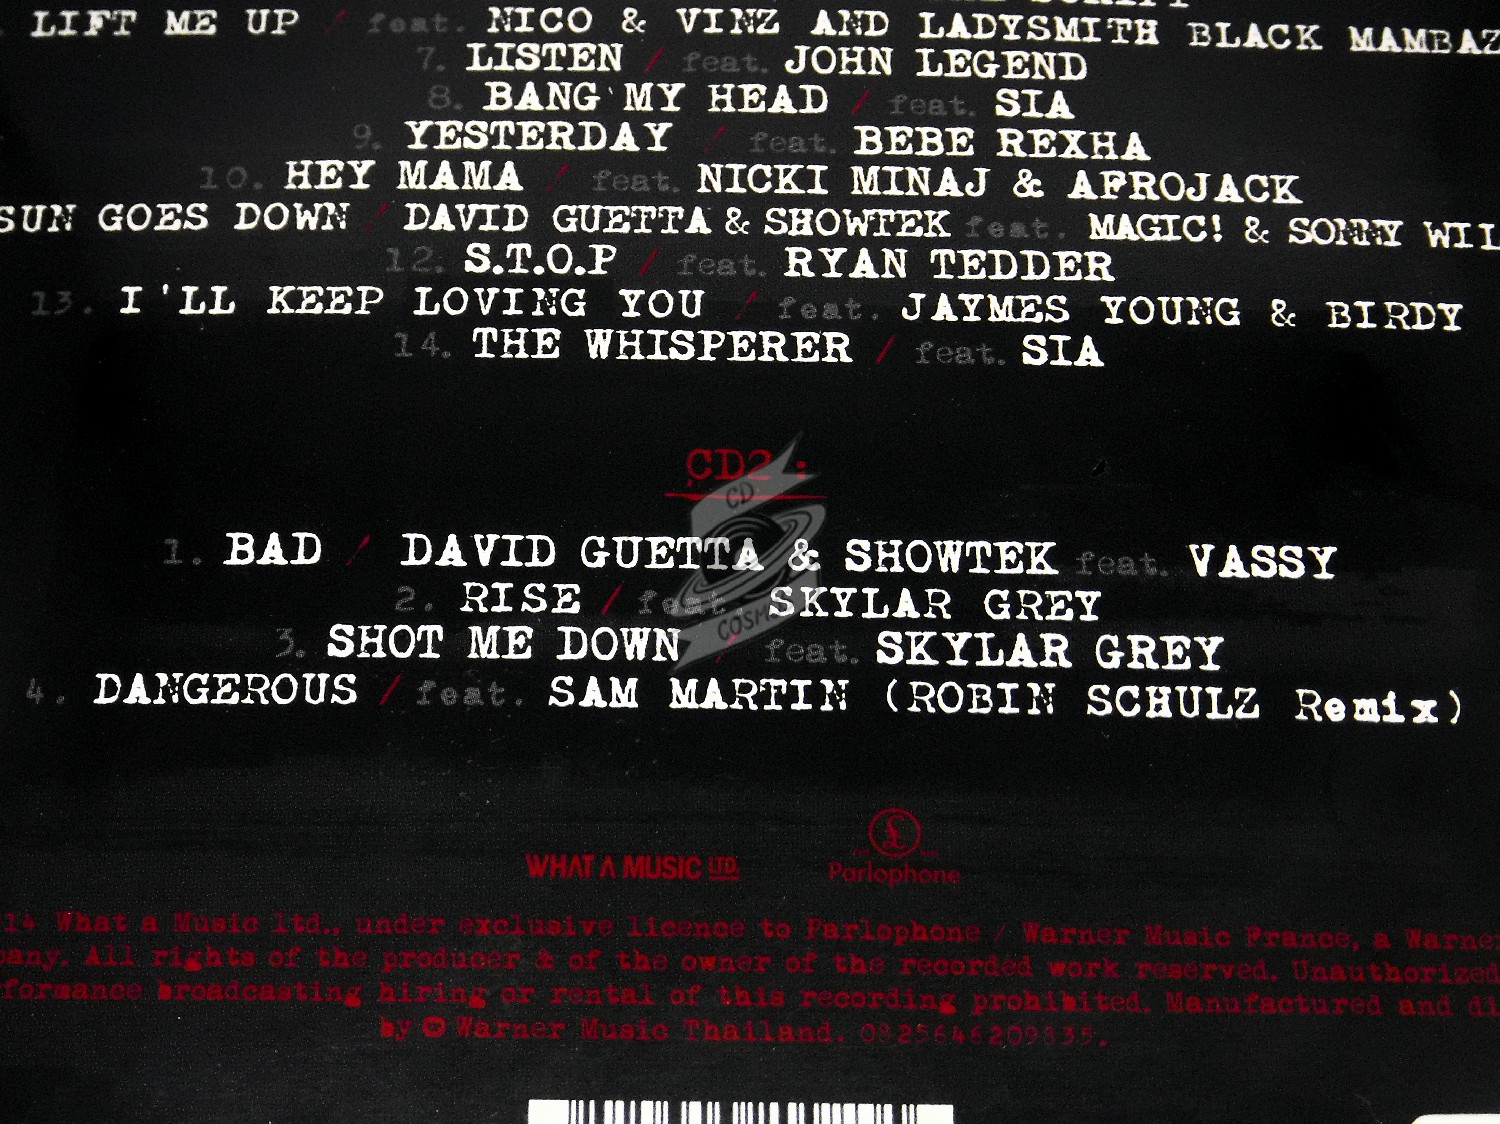 LIFT ME UP / feat. NICO & VINZ AND LADYSMITH BLACK
7. LISTEN / feat. JOHN LEGEND
8. BANG MY HEAD / feat. SIA
9. YESTERDAY / feat. BEBE REXHA
10. HEY MAMA / feat. NICKI MINAJ & AFROJACK
SUN GOES DOWN / DAVID GUETTA & SHOWTEK feat. MAGIC! & SONNY
12. S.T.O.P / feat. RYAN TEDDER
13. I'LL KEEP LOVING YOU / feat. JAYMES YOUNG & BIRDY
14. THE WHISPERER / feat. SIA
CD2 :
CD
COSMOS
1. BAD / DAVID GUETTA & SHOWTEK feat. VASSY
2. RISE / feat. SKYLAR GREY
3. SHOT ME DOWN / feat. SKYLAR GREY
4. DANGEROUS / feat. SAM MARTIN (ROBIN SCHULZ Remix)
WHAT A MUSIC LTD.
£
Parlophone
14 What a Music ltd., under exclusive licence to Parlophone / Warner Music France, a Warner
All rights of the producer & of the owner of the recorded work reserved. Unauthorized
broadcasting hiring or rental of this recording prohibited. Manufactured and
by Warner Music Thailand. 0825646209835.